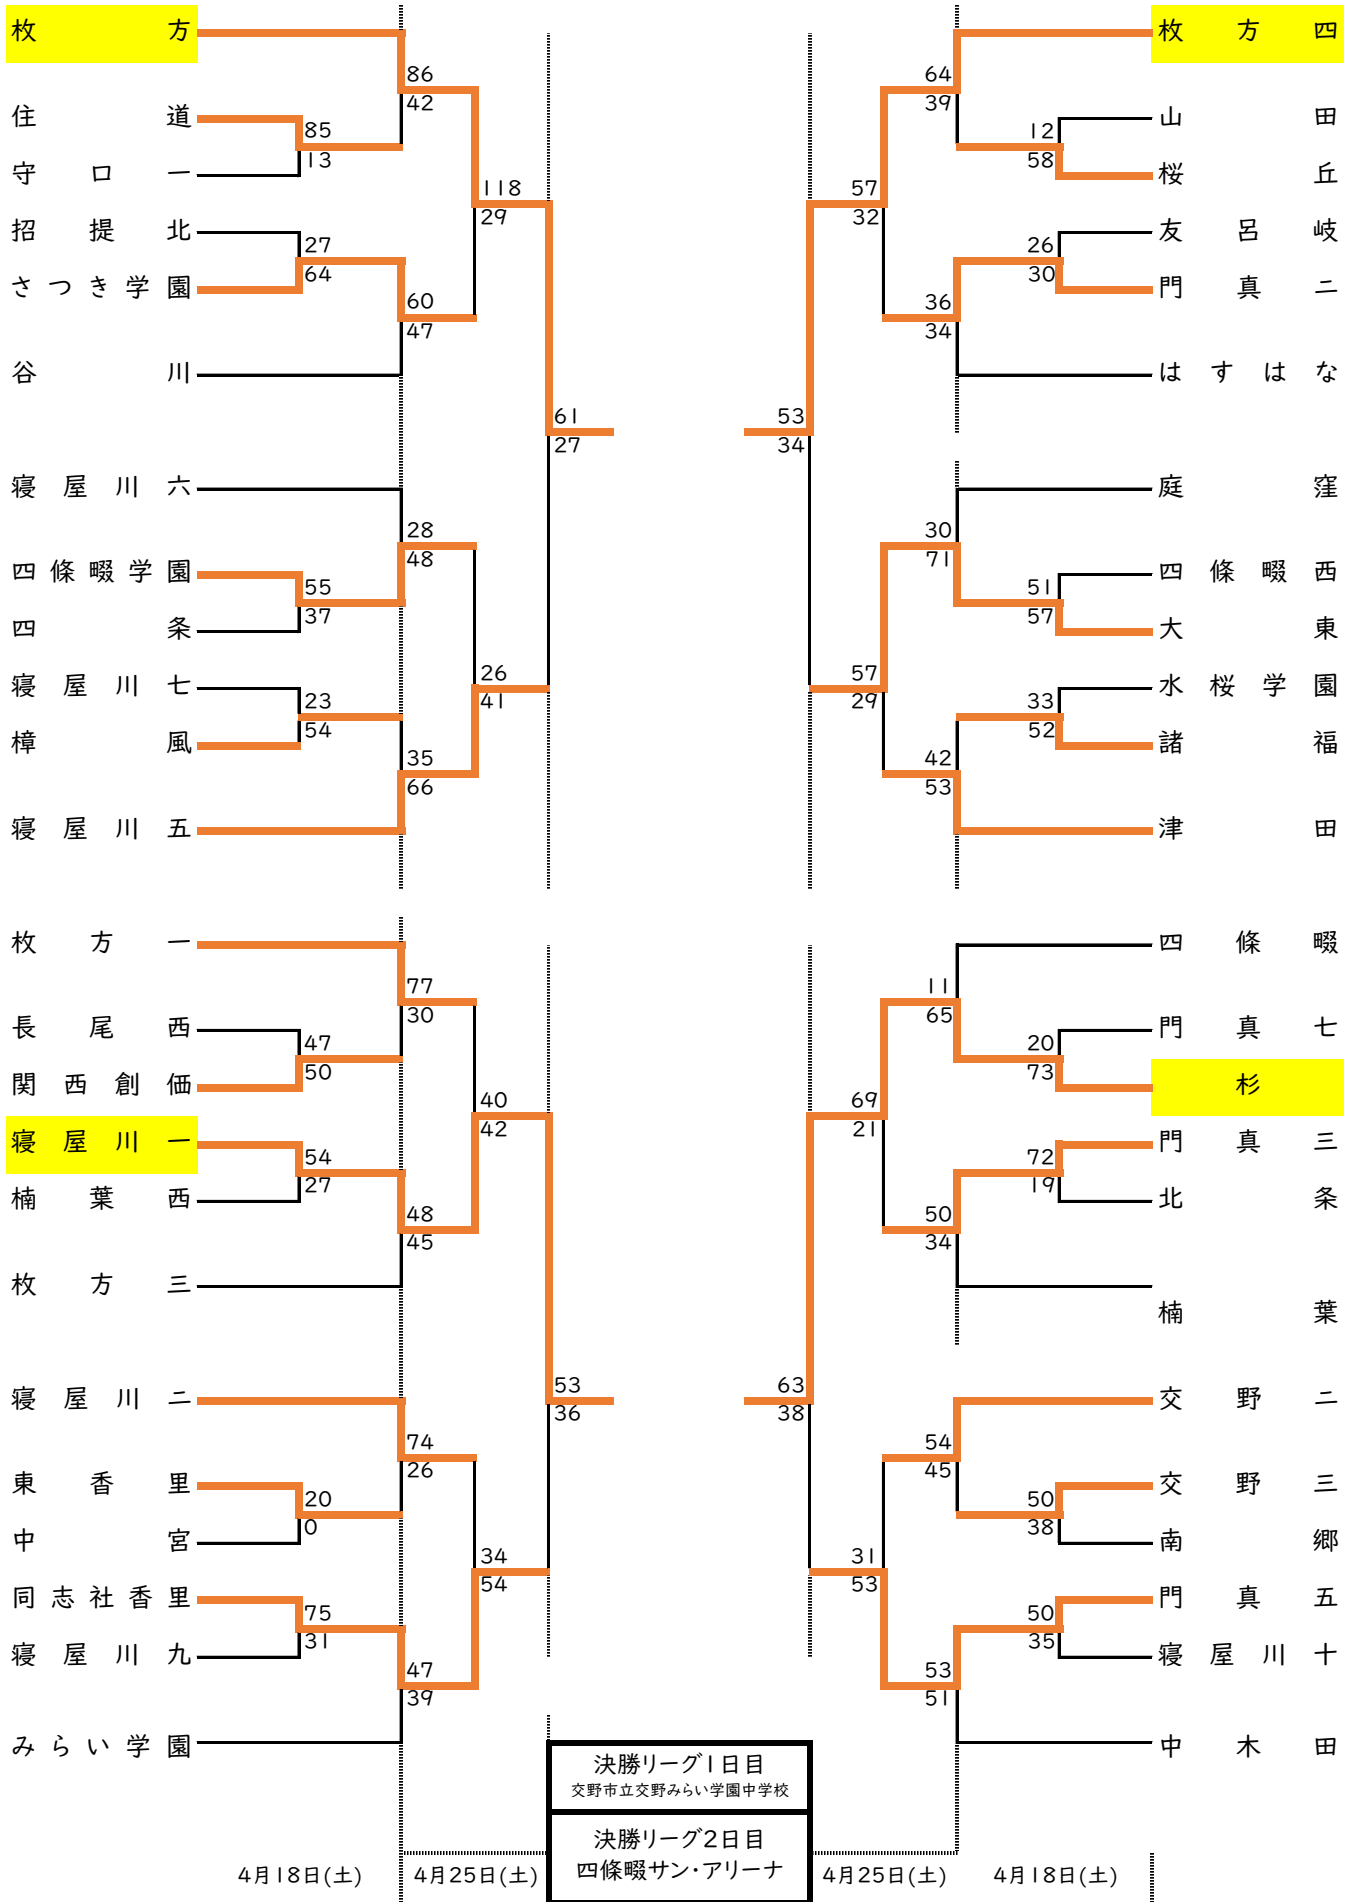 枚方
86
42
住道
85
13
守口一
118
29
招提北
27
64
さつき学園
60
47
谷川
61
27
寝屋川六
28
48
四條畷学園
55
37
四条
寝屋川七
26
41
23
54
樟風
35
66
寝屋川五
枚方一
77
30
長尾西
47
50
関西創価
40
42
寝屋川一
54
27
楠葉西
48
45
枚方三
寝屋川二
53
36
74
26
東香里
20
0
中宮
34
54
同志社香里
75
31
寝屋川九
47
39
みらい学園
枚方四
64
39
山田
12
58
桜丘
57
32
友呂岐
26
30
門真二
36
34
はすはな
53
34
庭窪
30
71
四條畷西
51
57
大東
57
29
水桜学園
33
52
諸福
42
53
津田
四條畷
11
65
門真七
20
73
杉
69
21
門真三
72
19
北条
50
34
楠葉
63
38
交野二
54
45
交野三
50
38
南郷
31
53
門真五
50
35
寝屋川十
53
51
中木田
決勝リーグ1日目
交野市立交野みらい学園中学校
決勝リーグ2日目
四條畷サン・アリーナ
4月18日(土)
4月25日(土)
4月25日(土)
4月18日(土)